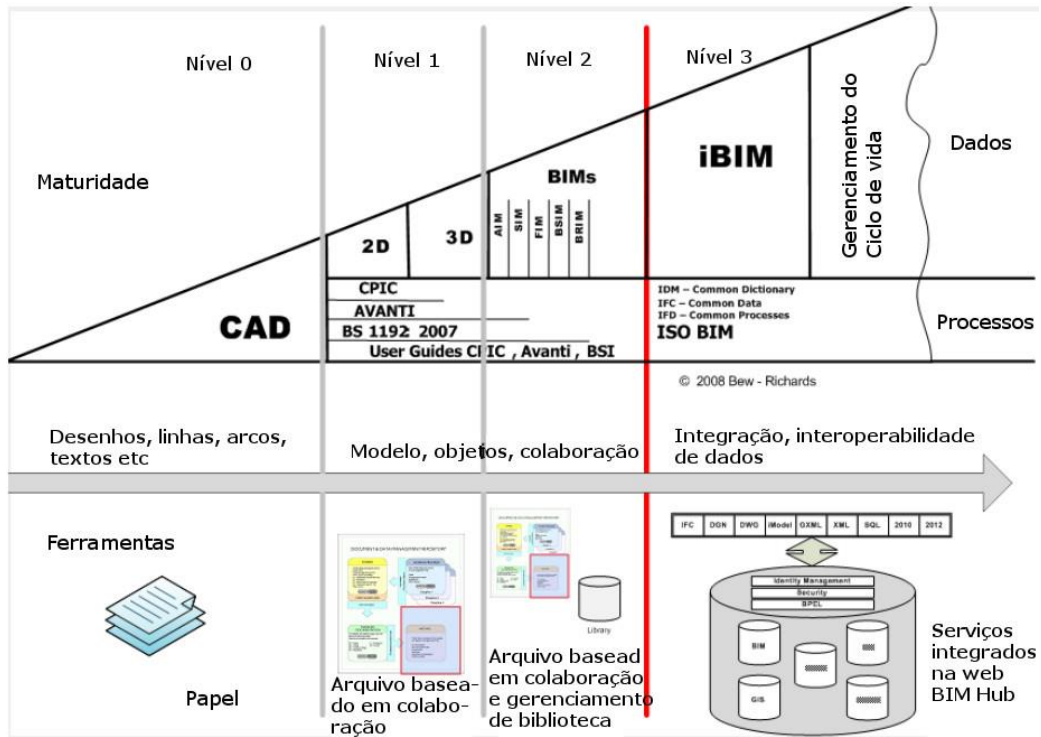 Nível 0
Nível 1
Nível 2
Nível 3
Maturidade
CAD
2D
3D
BIMs
AIM
SIM
FIM
BSIM
BRIM
iBIM
Gerenciamento do
Ciclo de vida
Dados
CPIC
AVANTI
BS 1192 2007
User Guides CPIC , Avanti , BSI
IDM – Common Dictionary
IFC – Common Data
IFD – Common Processes
ISO BIM
Processos
© 2008 Bew - Richards
Desenhos, linhas, arcos,
textos etc
Modelo, objetos, colaboração
Integração, interoperabilidade
de dados
Ferramentas
Papel
Arquivo basea-
do em colabo-
ração
Library
Arquivo basead
em colaboração
e gerenciamento
de biblioteca
IFC
DGN
DWG
iModel
GXML
XML
SQL
2010
2012
Identity Management
Security
BPEL
BIM
GIS
Serviços
integrados
na web
BIM Hub